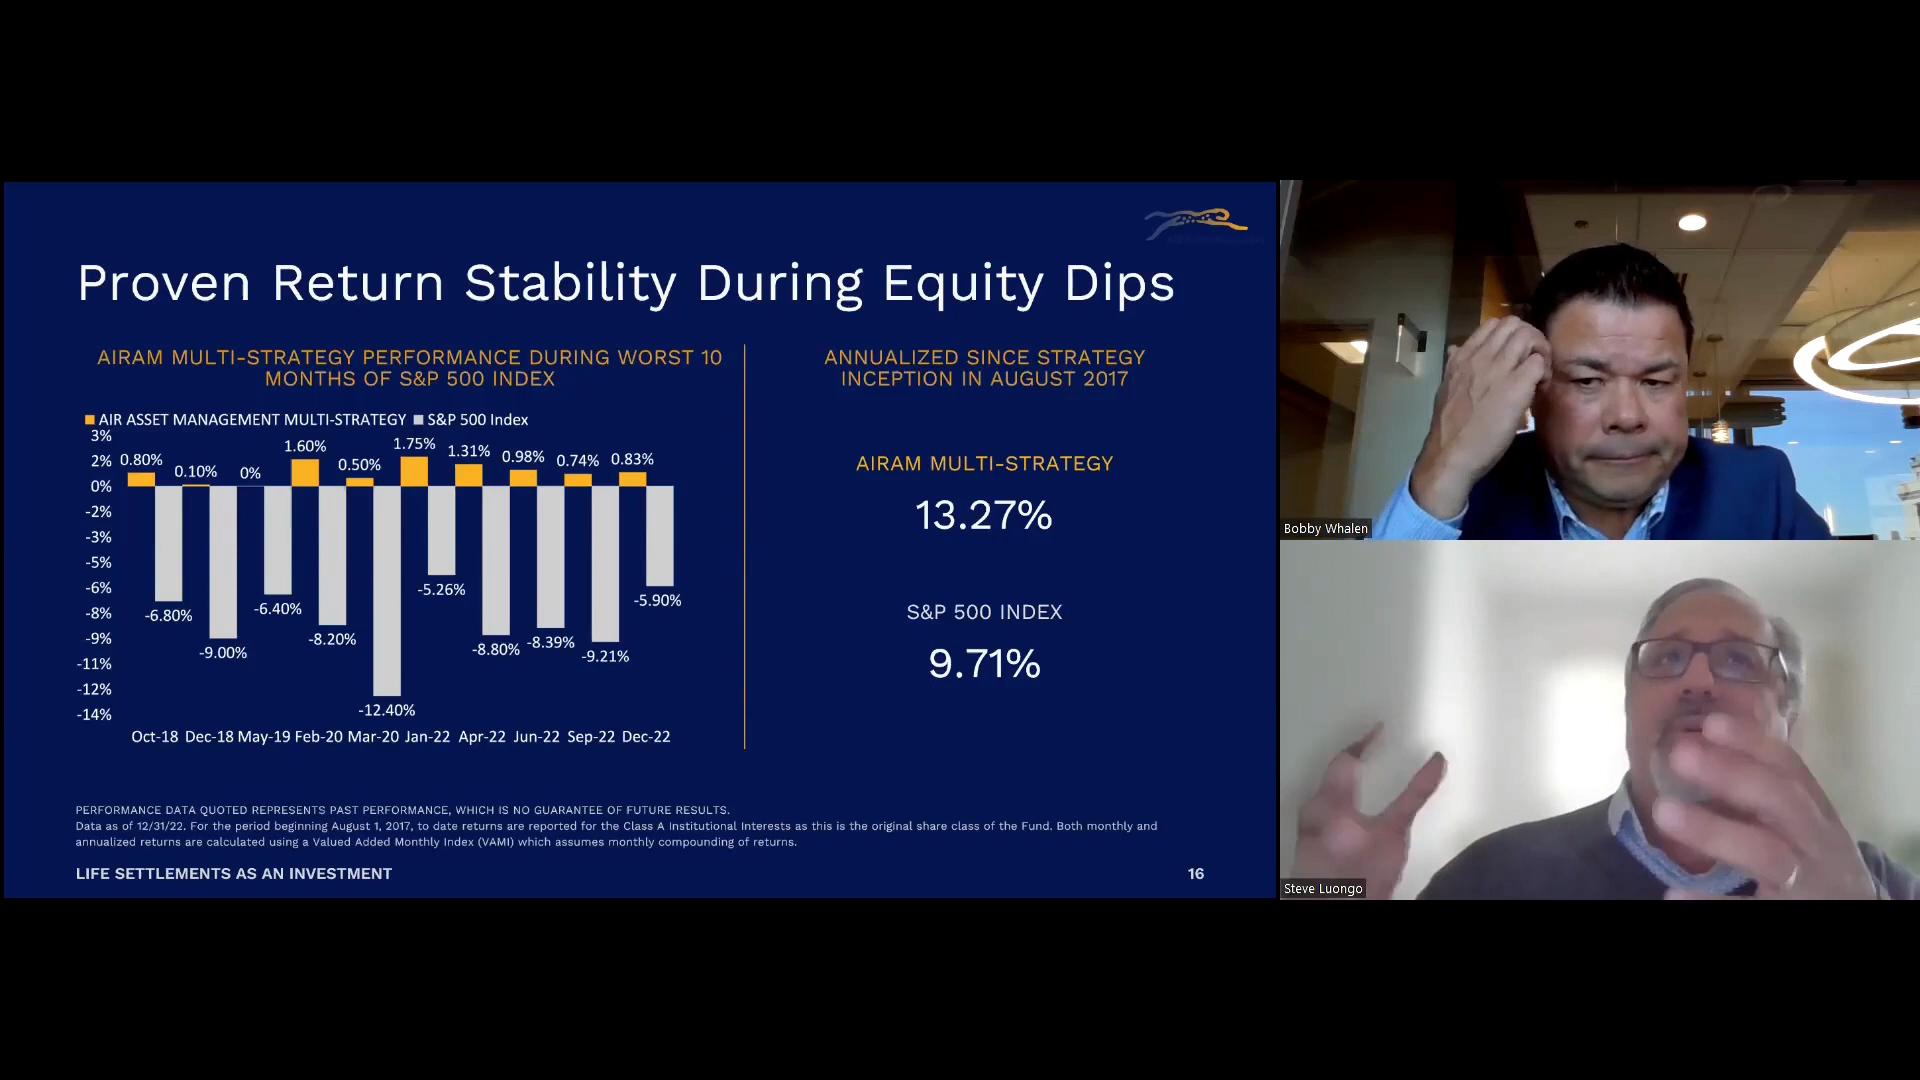 Proven Return Stability During Equity Dips
AIRAM MULTI-STRATEGY PERFORMANCE DURING WORST 10
MONTHS OF S&P 500 INDEX
AIR ASSET MANAGEMENT MULTI-STRATEGY S&P 500 Index
3%
2%
0%
-2%
-3%
-5%
-6%
-8%
-9%
-11%
-12%
-14%
0.80% 0.10% 0% 1.60% 0.50% 1.75% 1.31% 0.98% 0.74% 0.83%
-6.80% -9.00% -6.40% -8.20% -12.40% -5.26% -8.80% -8.39% -9.21% -5.90%
Oct-18 Dec-18 May-19 Feb-20 Mar-20 Jan-22 Apr-22 Jun-22 Sep-22 Dec-22
ANNUALIZED SINCE STRATEGY
INCEPTION IN AUGUST 2017
AIRAM MULTI-STRATEGY
13.27%
S&P 500 INDEX
9.71%
PERFORMANCE DATA QUOTED REPRESENTS PAST PERFORMANCE, WHICH IS NO GUARANTEE OF FUTURE RESULTS.
Data as of 12/31/22. For the period beginning August 1, 2017, to date returns are reported for the Class A Institutional Interests as this is the original share class of the Fund. Both monthly and
annualized returns are calculated using a Valued Added Monthly Index (VAMI) which assumes monthly compounding of returns.
LIFE SETTLEMENTS AS AN INVESTMENT
16
Bobby Whalen
Steve Luongo